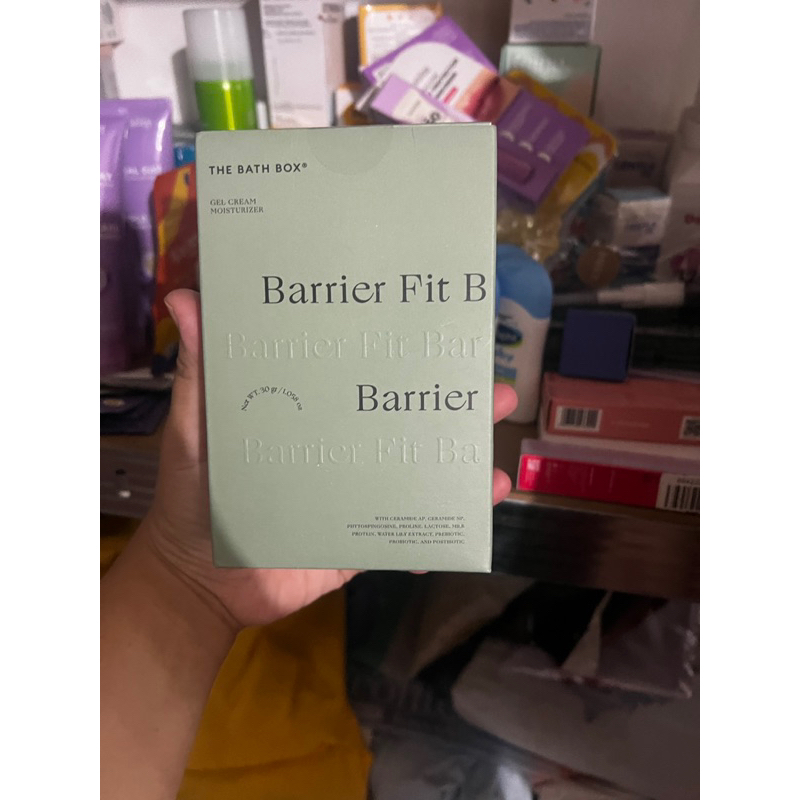 THE BATH BOX®
GEL CREAM
MOISTURIZER
Barrier Fit B
Barrier Fit Bar
Barrier
Net WT. 30 gr / 1.058 oz
Barrier Fit Ba
WITH CERAMIDE AP, CERAMIDE NP,
PHYTOSPHINGOSINE, PROLINE, LACTOSE, MILK
PROTEIN, WATER LILY EXTRACT, PREBIOTIC,
PROBIOTIC, AND POSTBIOTIC.